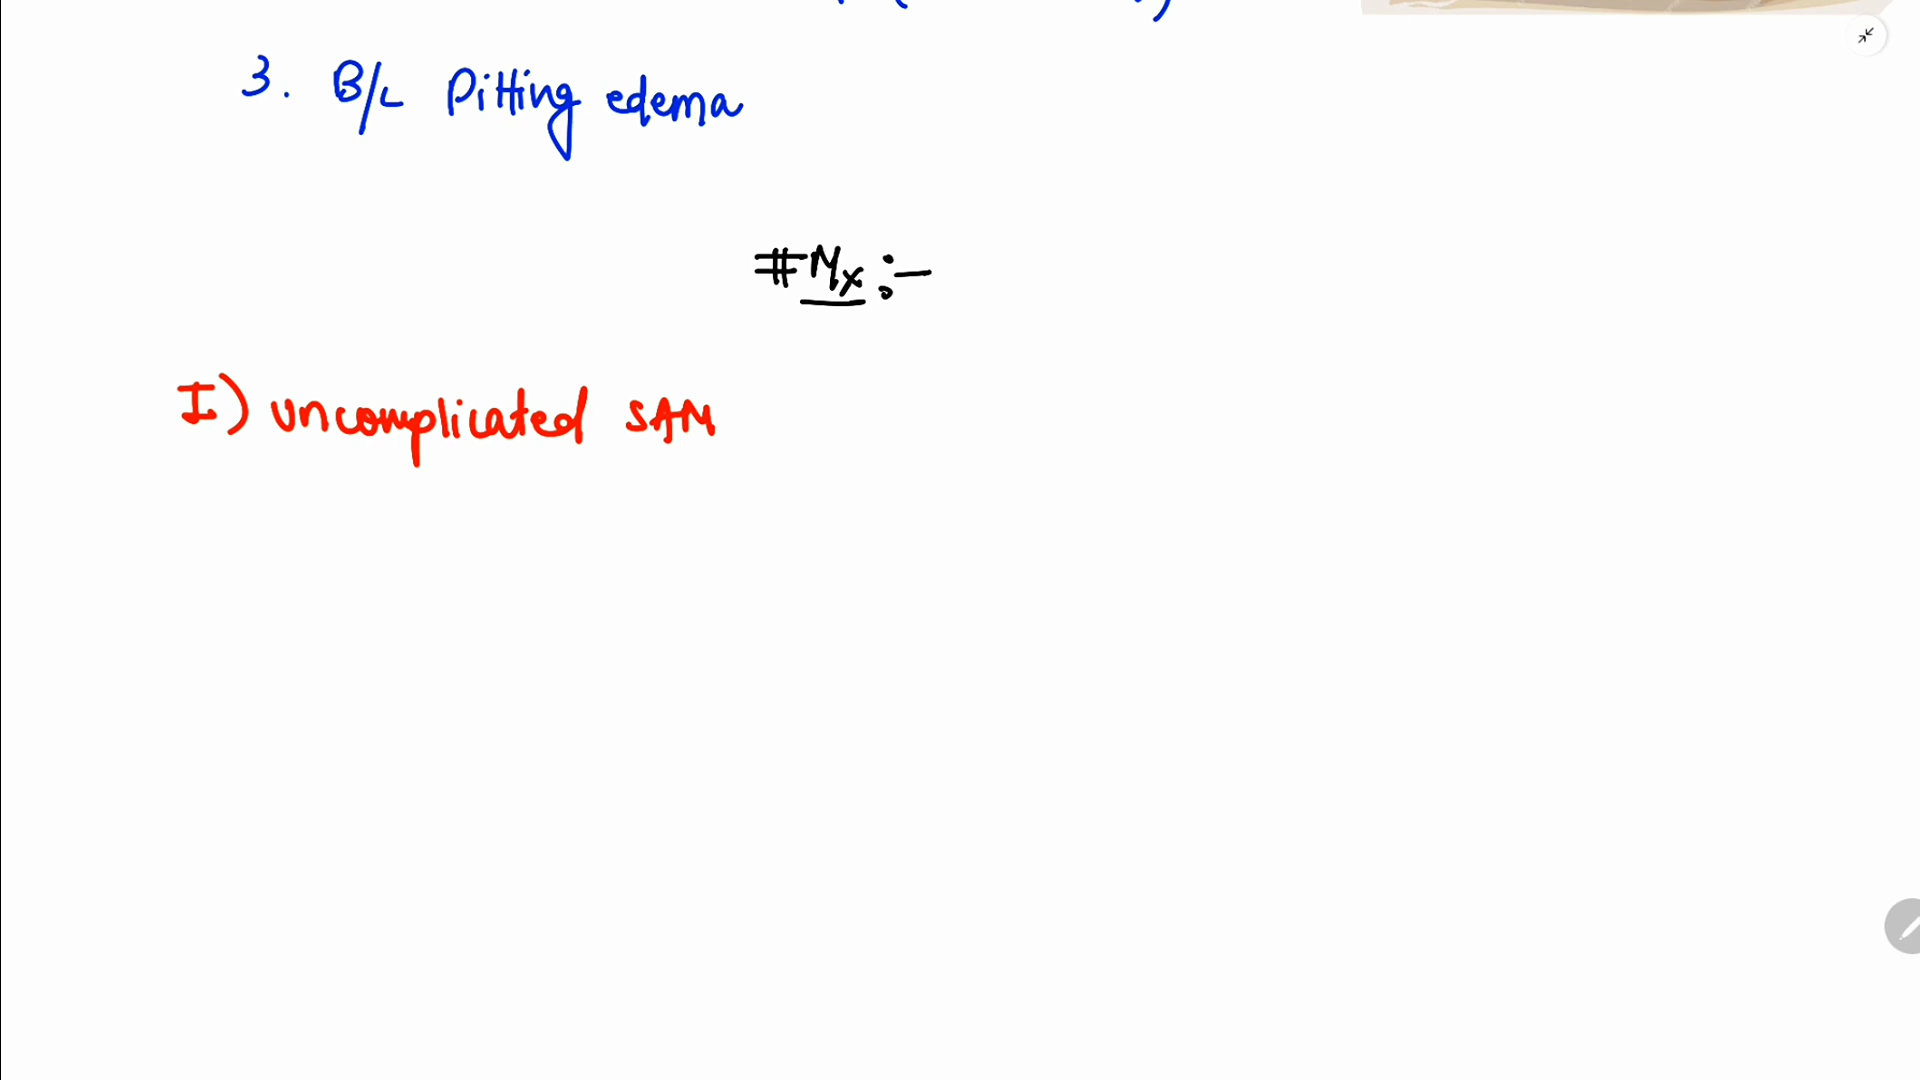 3. B/L Pitting edema
#Mx :-
I) uncomplicated SAM